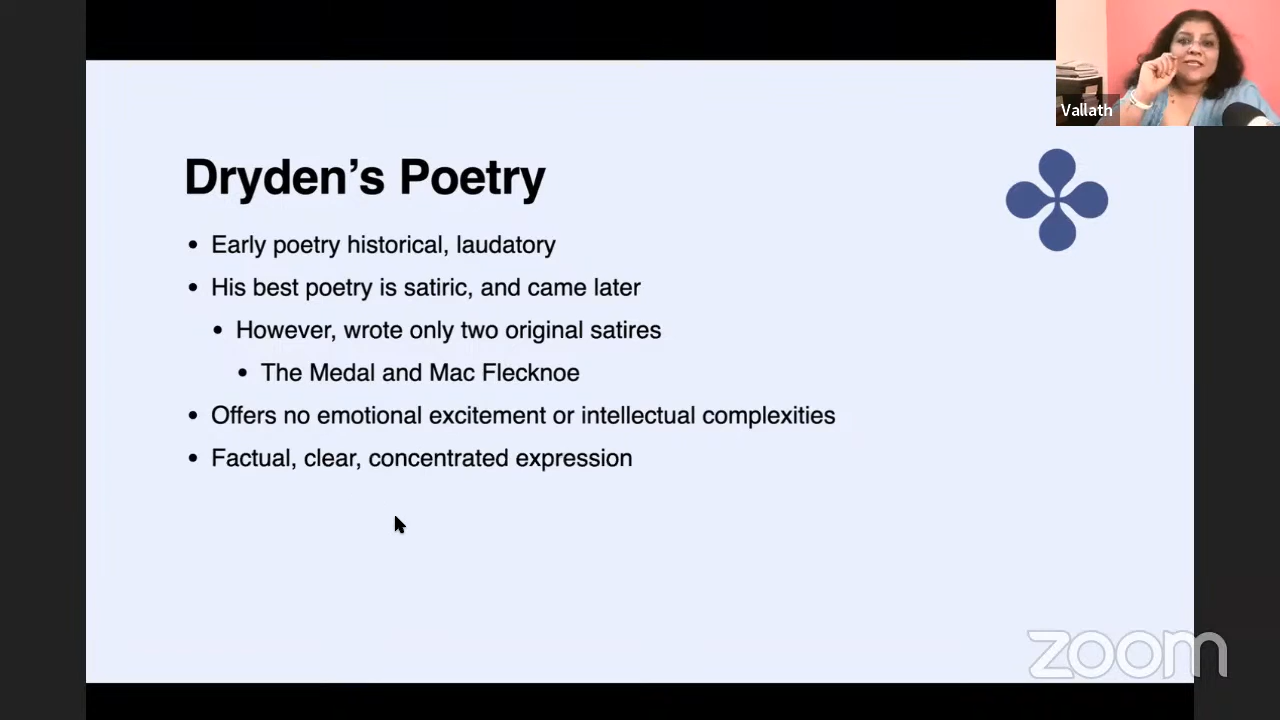 Vallath
Dryden’s Poetry
• Early poetry historical, laudatory
• His best poetry is satiric, and came later
• However, wrote only two original satires
• The Medal and Mac Flecknoe
• Offers no emotional excitement or intellectual complexities
• Factual, clear, concentrated expression
zoom